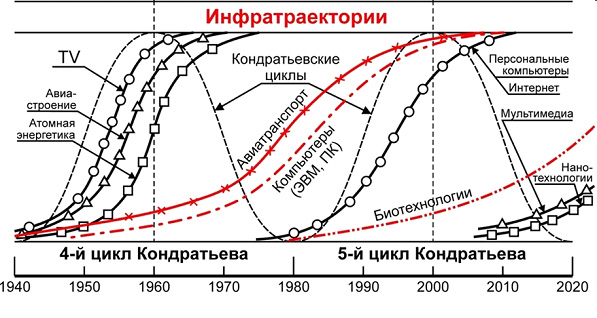 Инфратраектории
TV
Кондратьевские
циклы
Персональные
компьютеры
Интернет
Авиа-
строение
Мультимедиа
Атомная
энергетика
Авиатранспорт
Компьютеры
(ЭВМ, ПК)
Нано-
технологии
Биотехнологии
4-й цикл Кондратьева
5-й цикл Кондратьева
1940 1950 1960 1970 1980 1990 2000 2010 2020